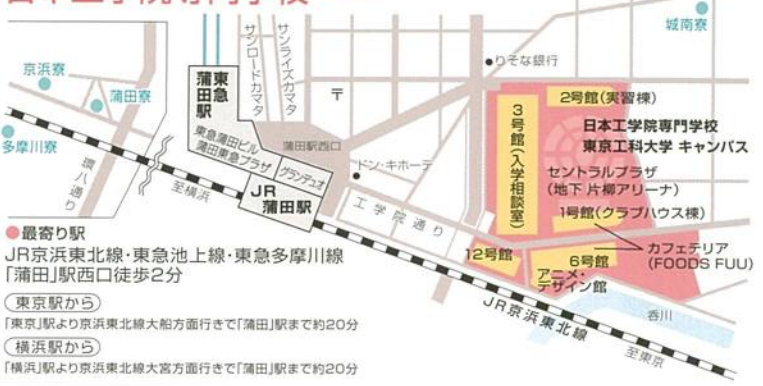 日本工学院専門学校
城南寮
京浜寮
蒲田寮
多摩川寮
環八通り
至横浜
東急
蒲田駅
サンロードカマタ
サンライズカマタ
〒
りそな銀行
東急蒲田ビル
蒲田東急プラザ
グランデュオ
蒲田駅西口
ドン・キホーテ
JR
蒲田駅
工学院通り
3号館(入学相談室)
2号館(実習棟)
日本工学院専門学校
東京工科大学 キャンパス
セントラルプラザ
(地下 片柳アリーナ)
1号館(クラブハウス棟)
カフェテリア
(FOODS FUU)
12号館
6号館
アニメ・
デザイン館
呑川
JR京浜東北線
至東京
●最寄り駅
JR京浜東北線・東急池上線・東急多摩川線
「蒲田」駅西口徒歩2分
東京駅から
「東京」駅より京浜東北線大船方面行きで「蒲田」駅まで約20分
横浜駅から
「横浜」駅より京浜東北線大宮方面行きで「蒲田」駅まで約20分